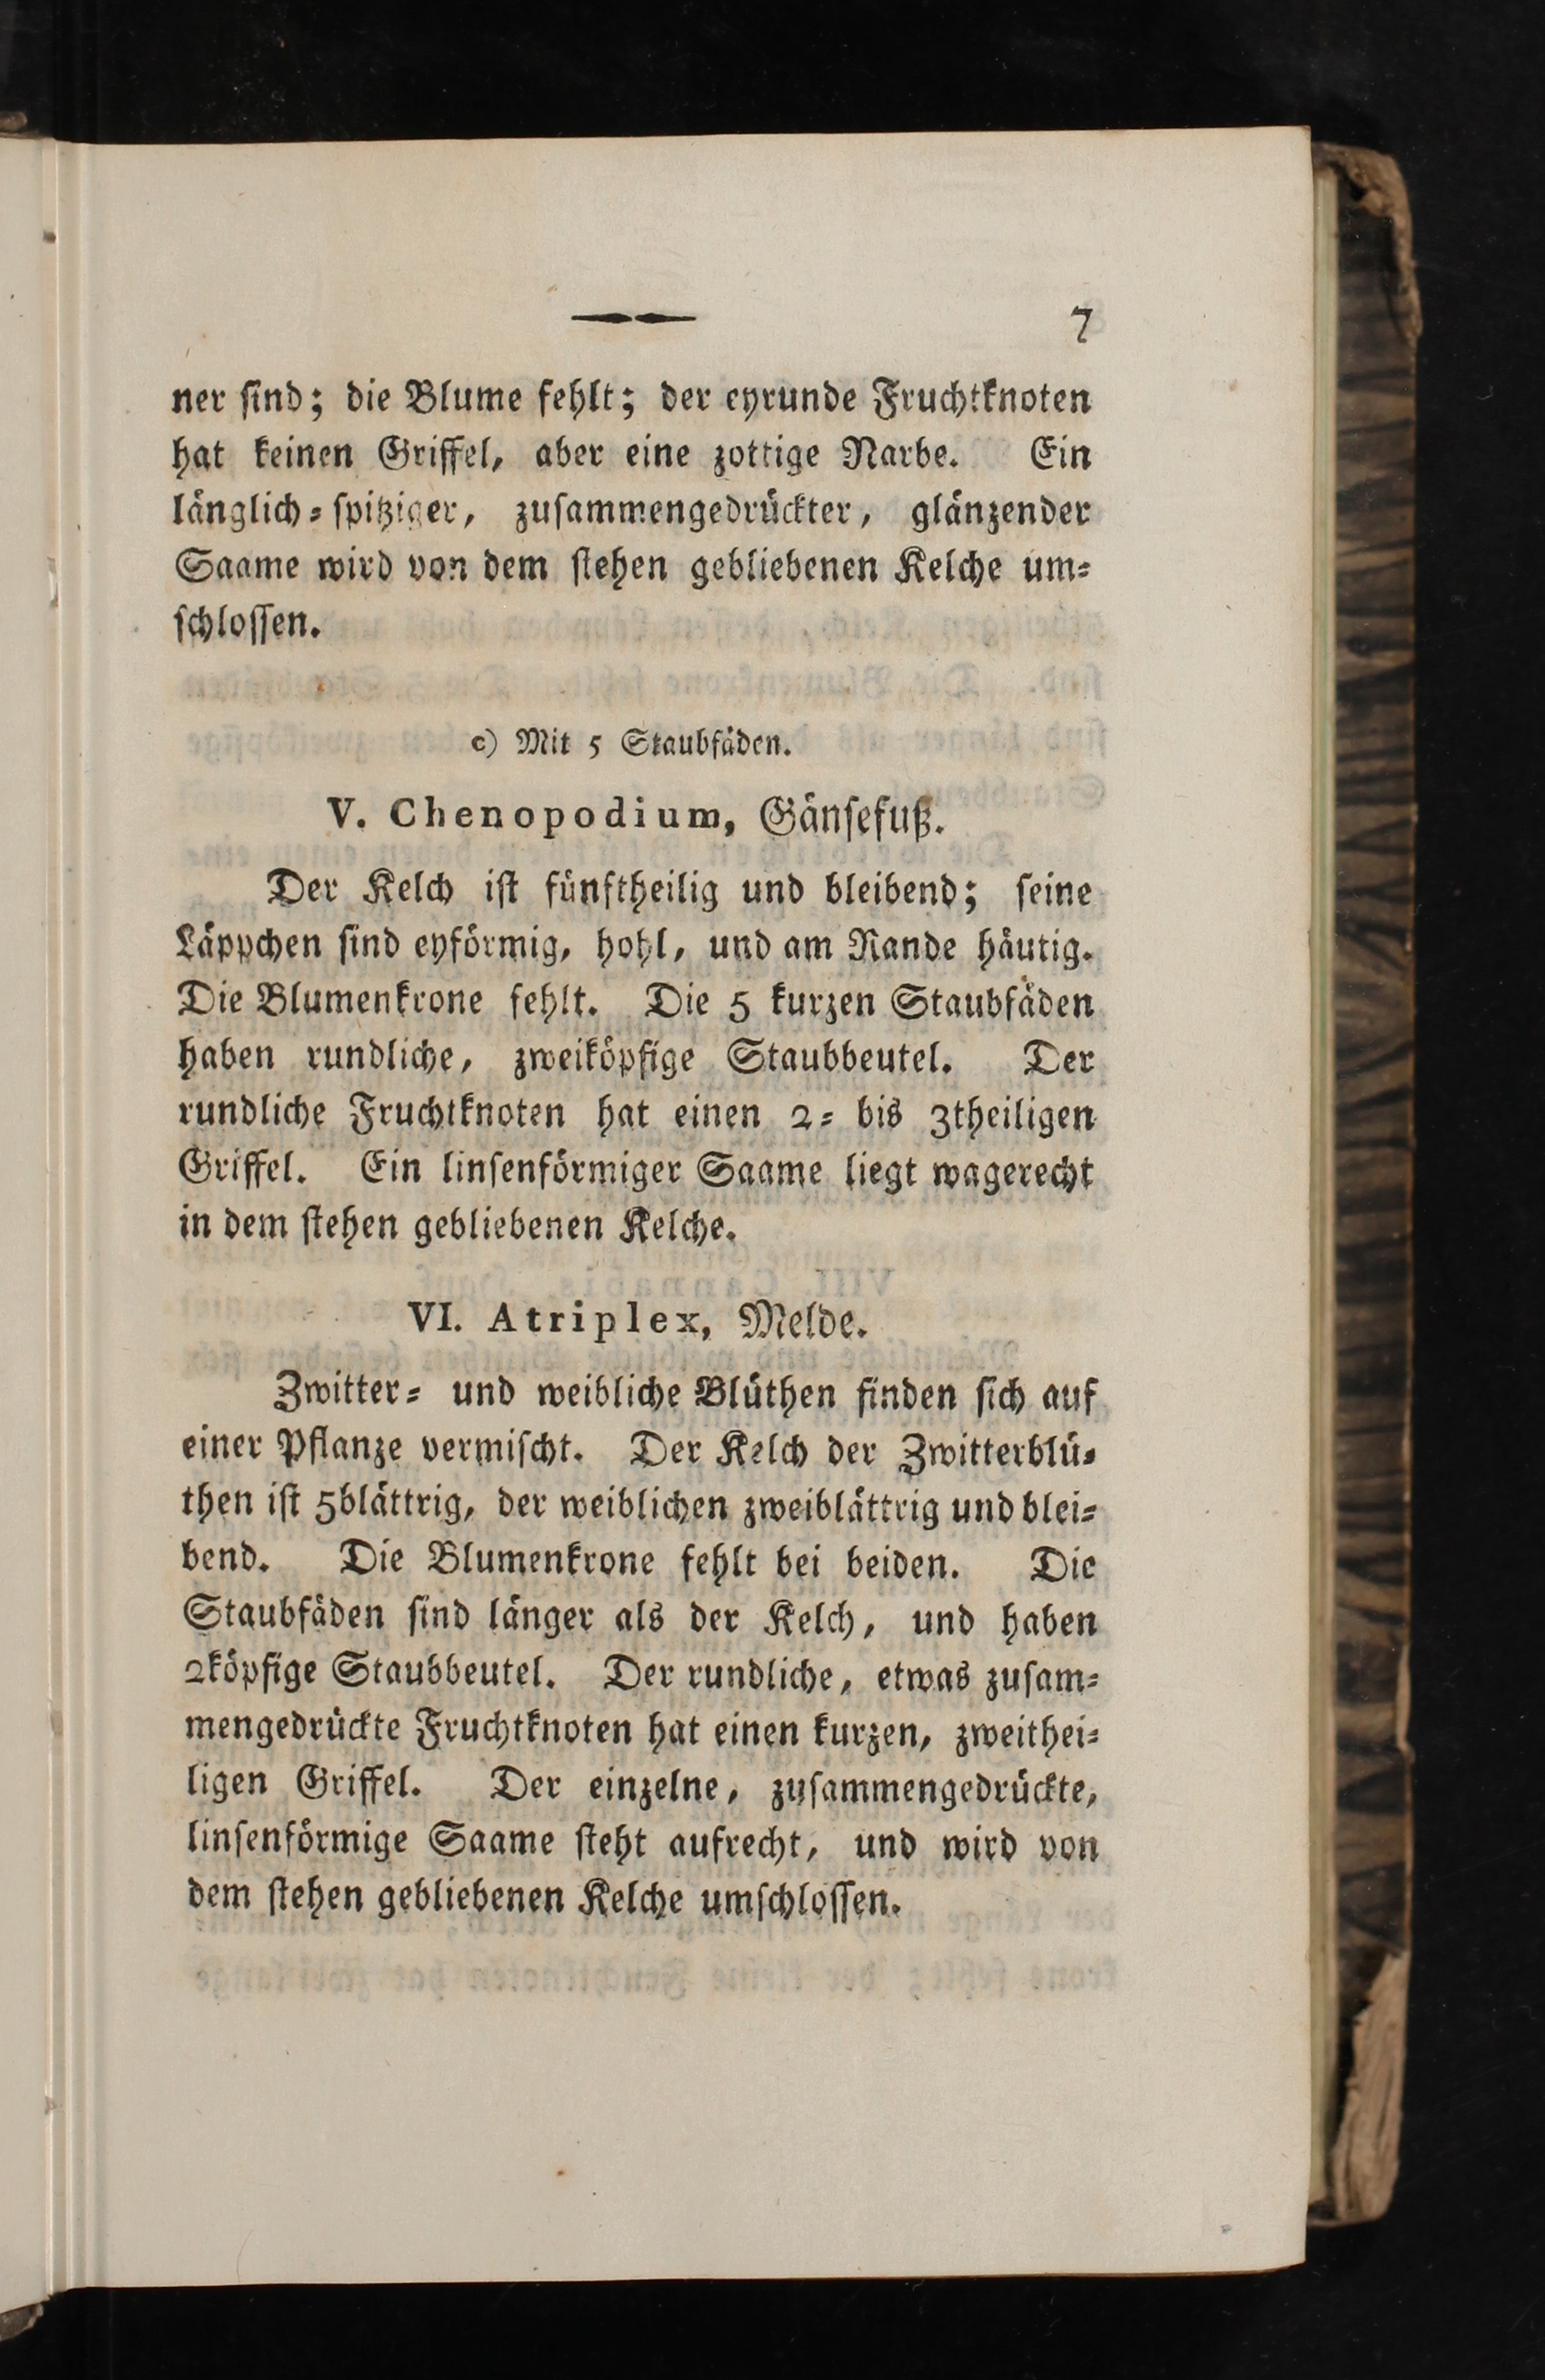 7
ner ſind; die Blume fehlt; der eyrunde Fruchtknoten
hat keinen Griffel, aber eine zottige Narbe. Ein
länglich⸗ſpitziger, zuſammengedrückter, glänzender
Saame wird von dem ſtehen gebliebenen Kelche um⸗
ſchloſſen.
c) Mit 5 Staubfäden.
V. Chenopodium, Gänſefuß.
Der Kelch iſt fünftheilig und bleibend; ſeine
Läppchen ſind eyförmig, hohl, und am Rande häutig.
Die Blumenkrone fehlt. Die 5 kurzen Staubfäden
haben rundliche, zweiköpfige Staubbeutel. Der
rundliche Fruchtknoten hat einen 2⸗ bis 3theiligen
Griffel. Ein linſenförmiger Saame liegt wagerecht
in dem ſtehen gebliebenen Kelche.
VI. Atriplex, Melde.
Zwitter⸗ und weibliche Blüthen finden ſich auf
einer Pflanze vermiſcht. Der Kelch der Zwitterblü⸗
then iſt 5blättrig, der weiblichen zweiblättrig und blei⸗
bend. Die Blumenkrone fehlt bei beiden. Die
Staubfäden ſind länger als der Kelch, und haben
2köpfige Staubbeutel. Der rundliche, etwas zuſam⸗
mengedrückte Fruchtknoten hat einen kurzen, zweithei⸗
ligen Griffel. Der einzelne, zuſammengedrückte,
linſenförmige Saame ſteht aufrecht, und wird von
dem ſtehen gebliebenen Kelche umſchloſſen.